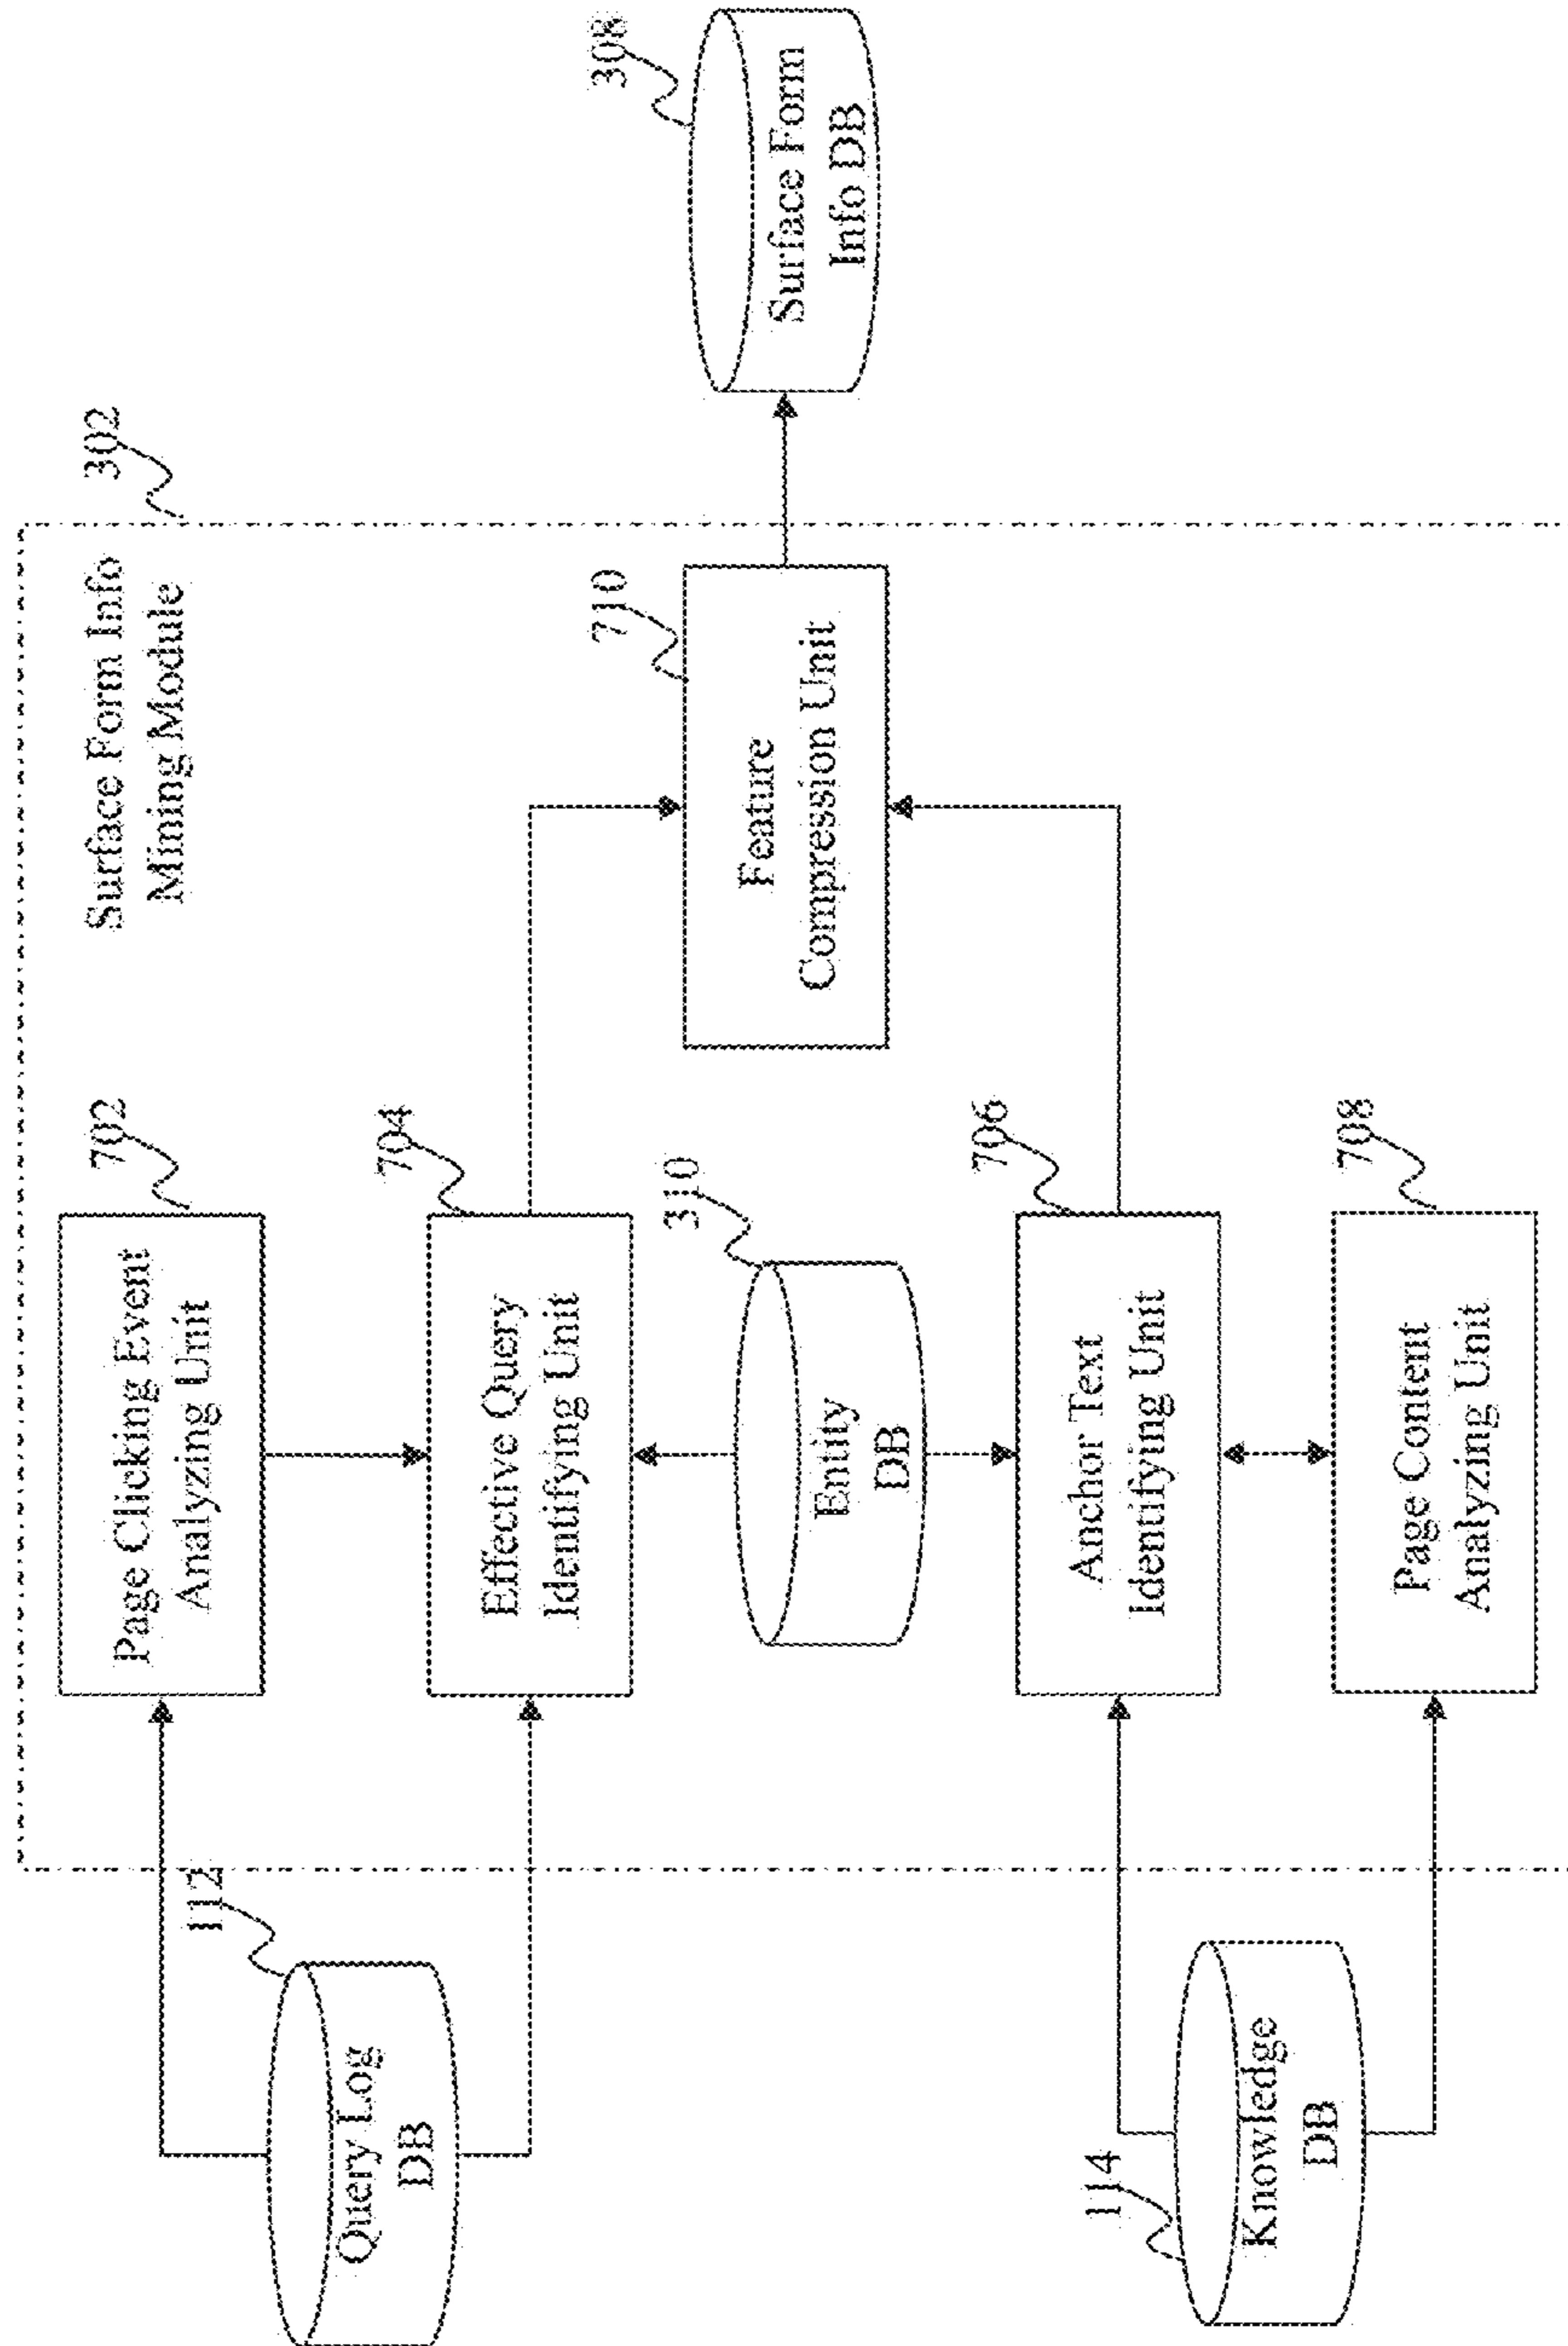 302
Surface Form Info
Mining Module
112
Query Log
DB
702
Page Clicking Event
Analyzing Unit
704
Effective Query
Identifying Unit
310
Entity
DB
710
Feature
Compression Unit
308
Surface Form
Info DB
706
Anchor Text
Identifying Unit
114
Knowledge
DB
708
Page Content
Analyzing Unit